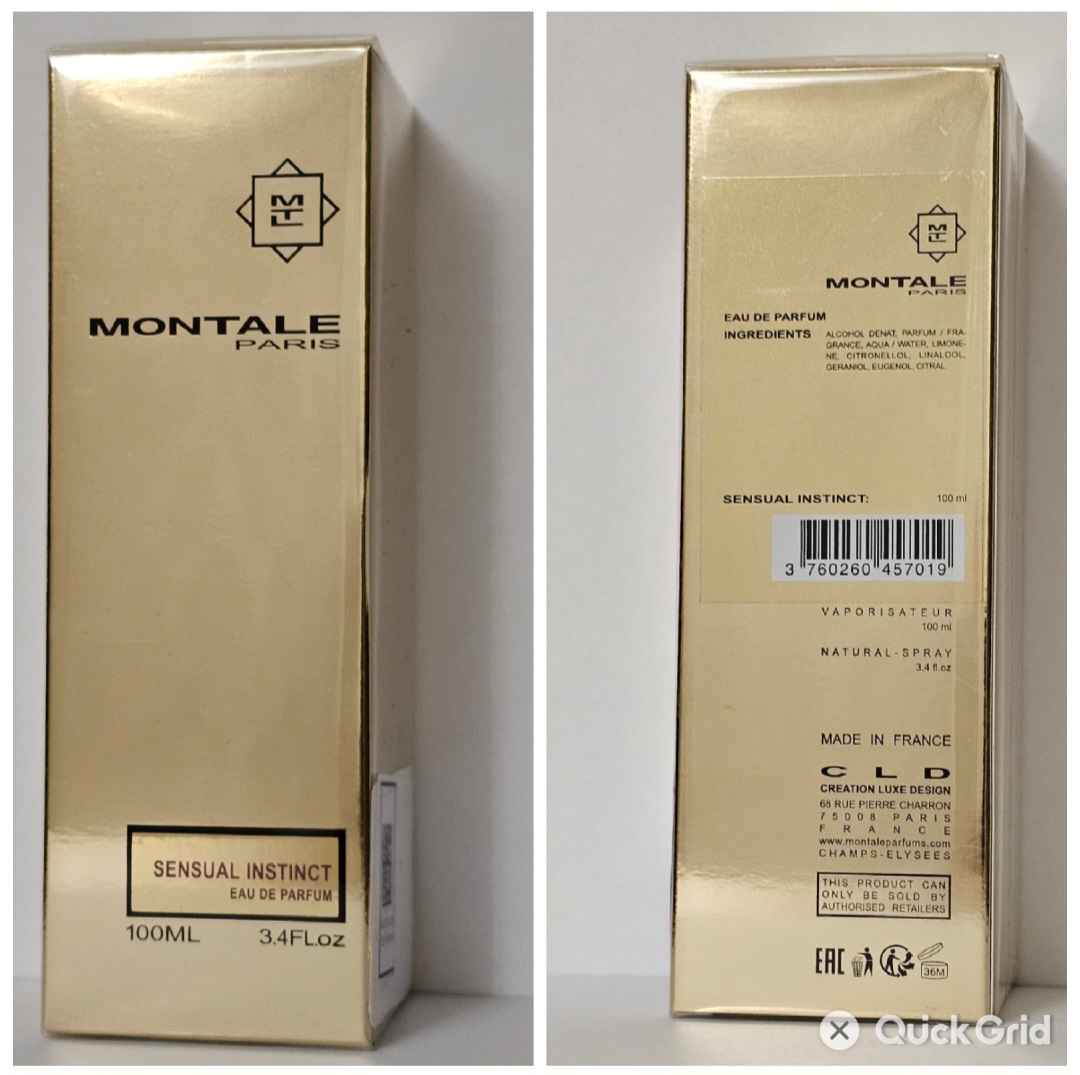 MTL
MONTALE
PARIS
SENSUAL INSTINCT
EAU DE PARFUM
100ML 3.4FL.oz
MTL
MONTALE
PARIS
EAU DE PARFUM
INGREDIENTS ALCOHOL DENAT, PARFUM / FRA-
GRANCE, AQUA / WATER, LIMONE-
NE, CITRONELLOL, LINALOOL,
GERANIOL, EUGENOL, CITRAL.
SENSUAL INSTINCT: 100 ml
3 760260 457019
VAPORISATEUR
100 ml
NATURAL-SPRAY
3.4 fl.oz
MADE IN FRANCE
CLD
CREATION LUXE DESIGN
68 RUE PIERRE CHARRON
75008 PARIS
FRANCE
www.montaleparfums.com
CHAMPS-ELYSEES
THIS PRODUCT CAN
ONLY BE SOLD BY
AUTHORISED RETAILERS
EAC 36M
QuickGrid